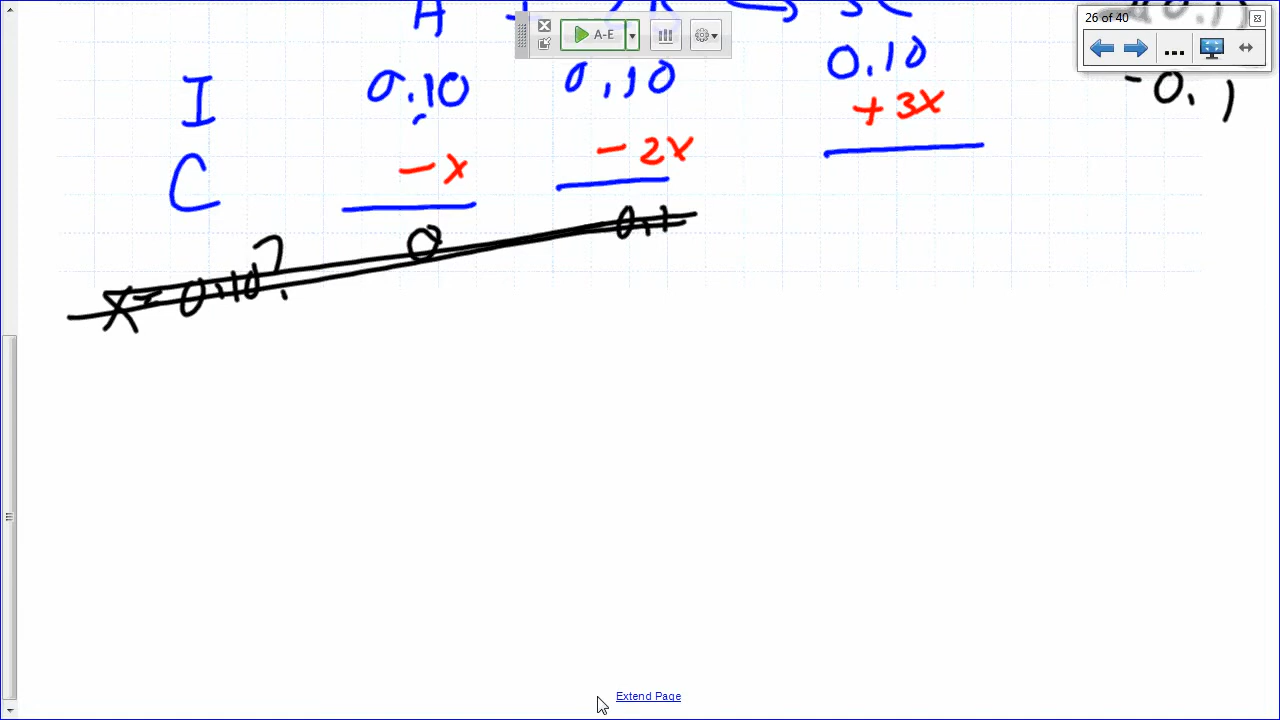 26 of 40
A-E
I 0.10 0.10 0.10
C -x - 2x + 3x
-0.1
x = 0.10? 0 0.1
Extend Page